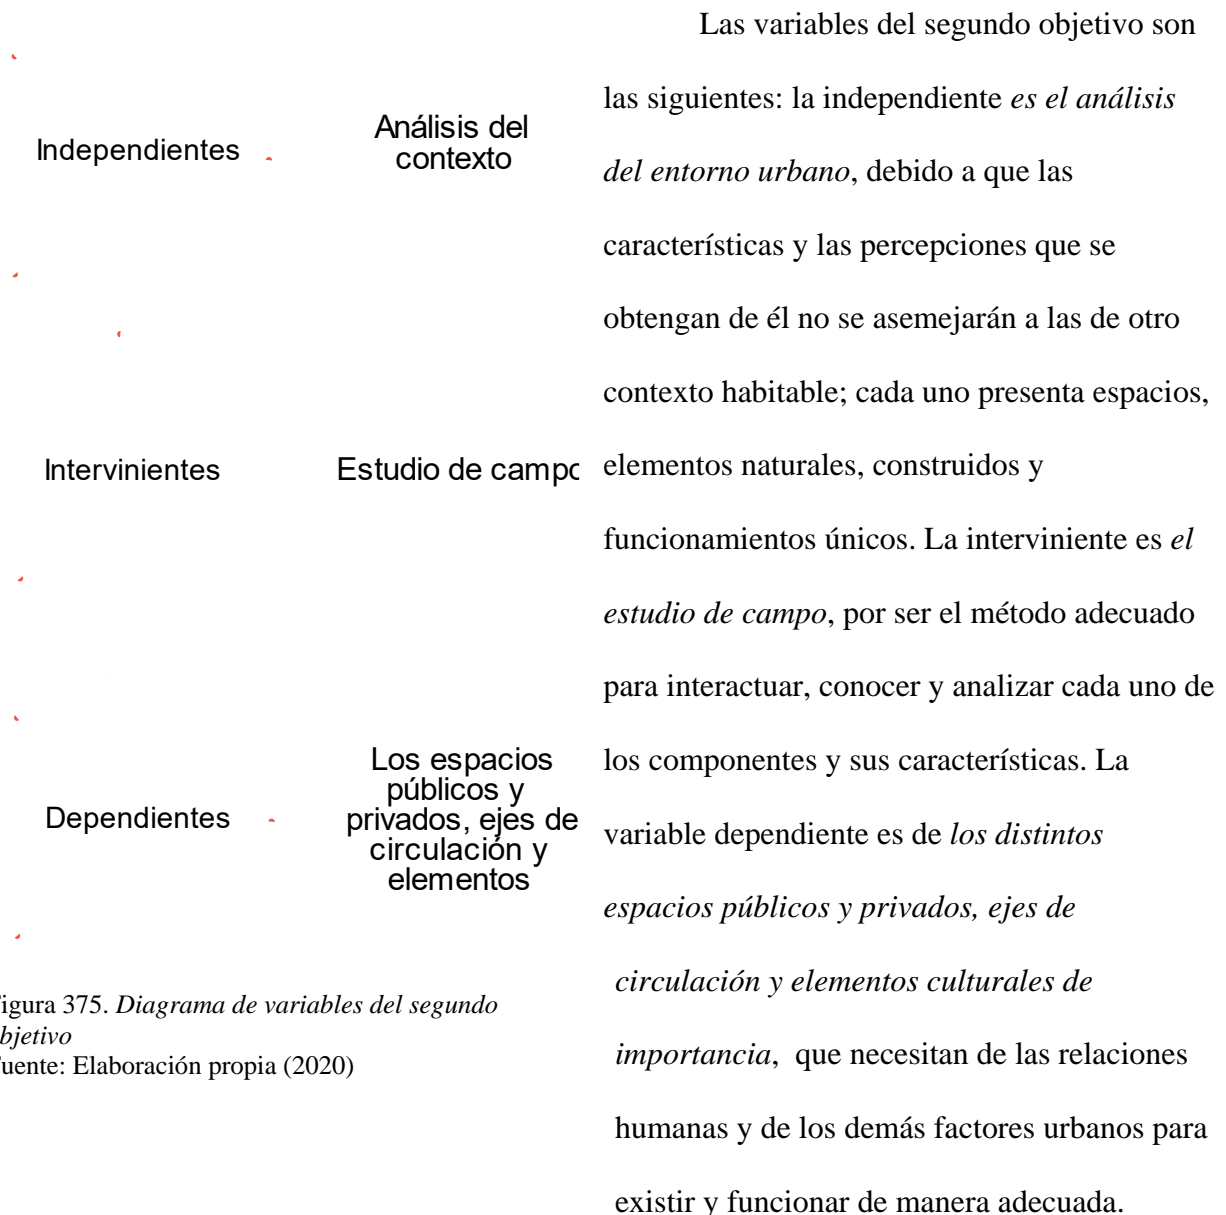 Independientes
Análisis del
contexto
Intervinientes
Estudio de campo
Dependientes
Los espacios
públicos y
privados, ejes de
circulación y
elementos
igura 375. Diagrama de variables del segundo
bjetivo
uente: Elaboración propia (2020)
Las variables del segundo objetivo son
las siguientes: la independiente es el análisis
del entorno urbano, debido a que las
características y las percepciones que se
obtengan de él no se asemejarán a las de otro
contexto habitable; cada uno presenta espacios,
elementos naturales, construidos y
funcionamientos únicos. La interviniente es el
estudio de campo, por ser el método adecuado
para interactuar, conocer y analizar cada uno de
los componentes y sus características. La
variable dependiente es de los distintos
espacios públicos y privados, ejes de
circulación y elementos culturales de
importancia, que necesitan de las relaciones
humanas y de los demás factores urbanos para
existir y funcionar de manera adecuada.